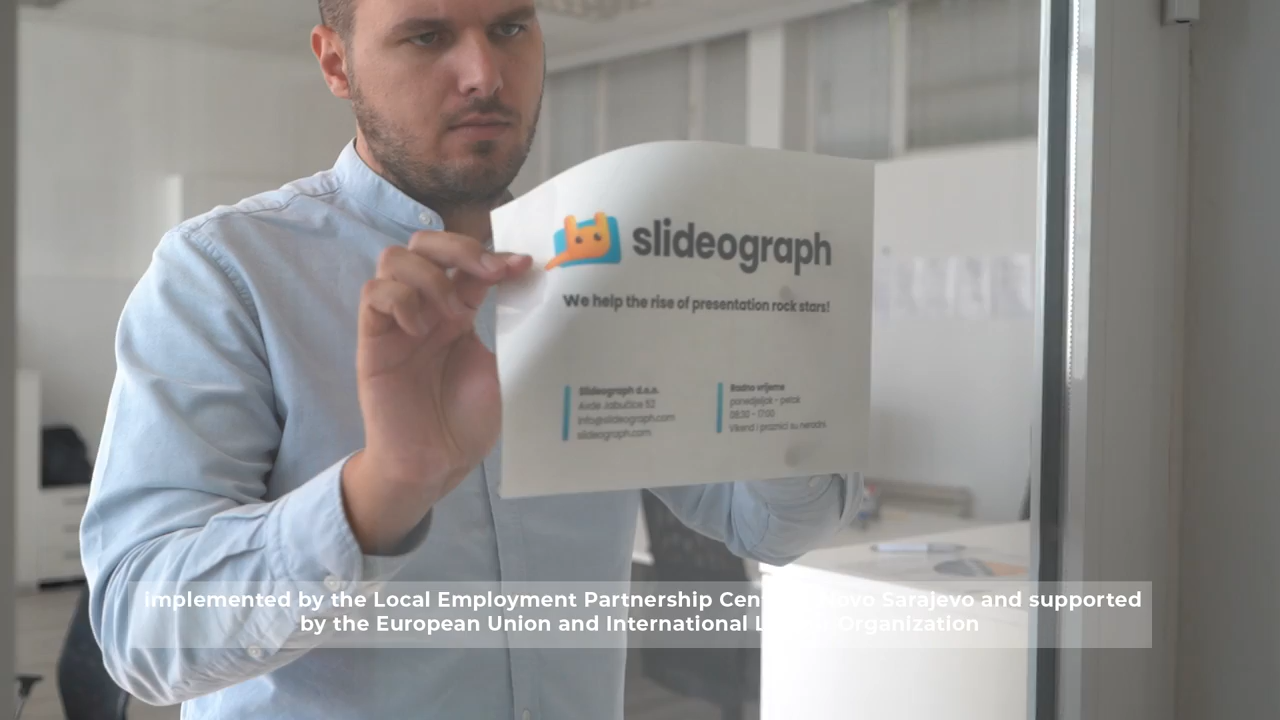 slideograph
We help the rise of presentation rock stars!
Slideograph d.o.o.
Avde Jabučice 52
info@slideograph.com
slideograph.com
Radno vrijeme
ponedjeljak - petak
08:30 - 17:00
Vikend i praznici su neradni.
implemented by the Local Employment Partnership Novo Sarajevo and supported
by the European Union and International Organization